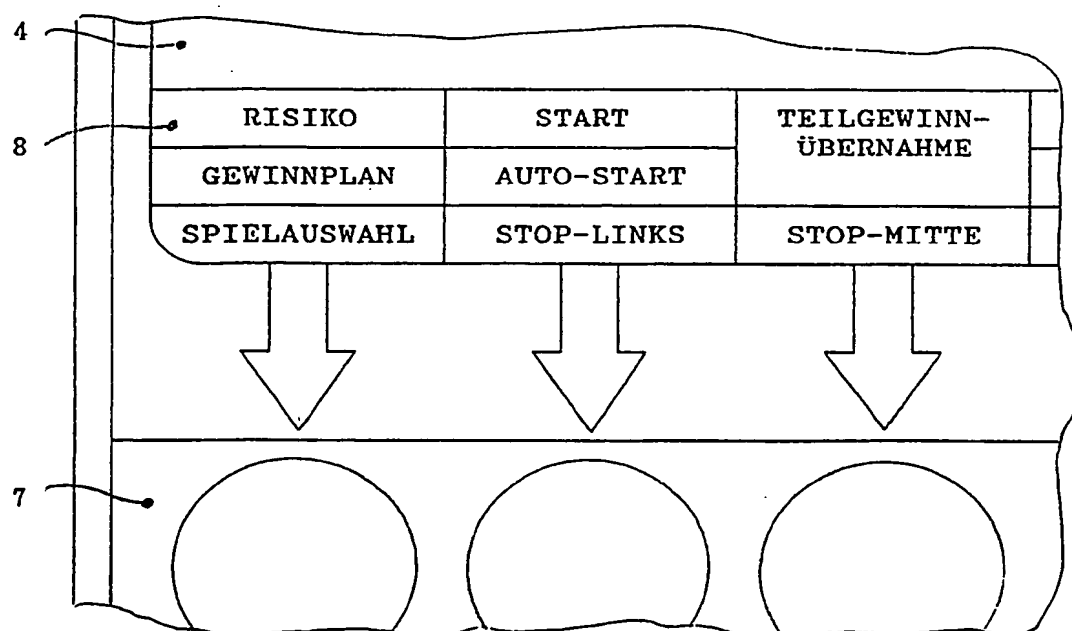 4
8
RISIKO
START
TEILGEWINN-
ÜBERNAHME
GEWINNPLAN
AUTO-START
SPIELAUSWAHL
STOP-LINKS
STOP-MITTE
7